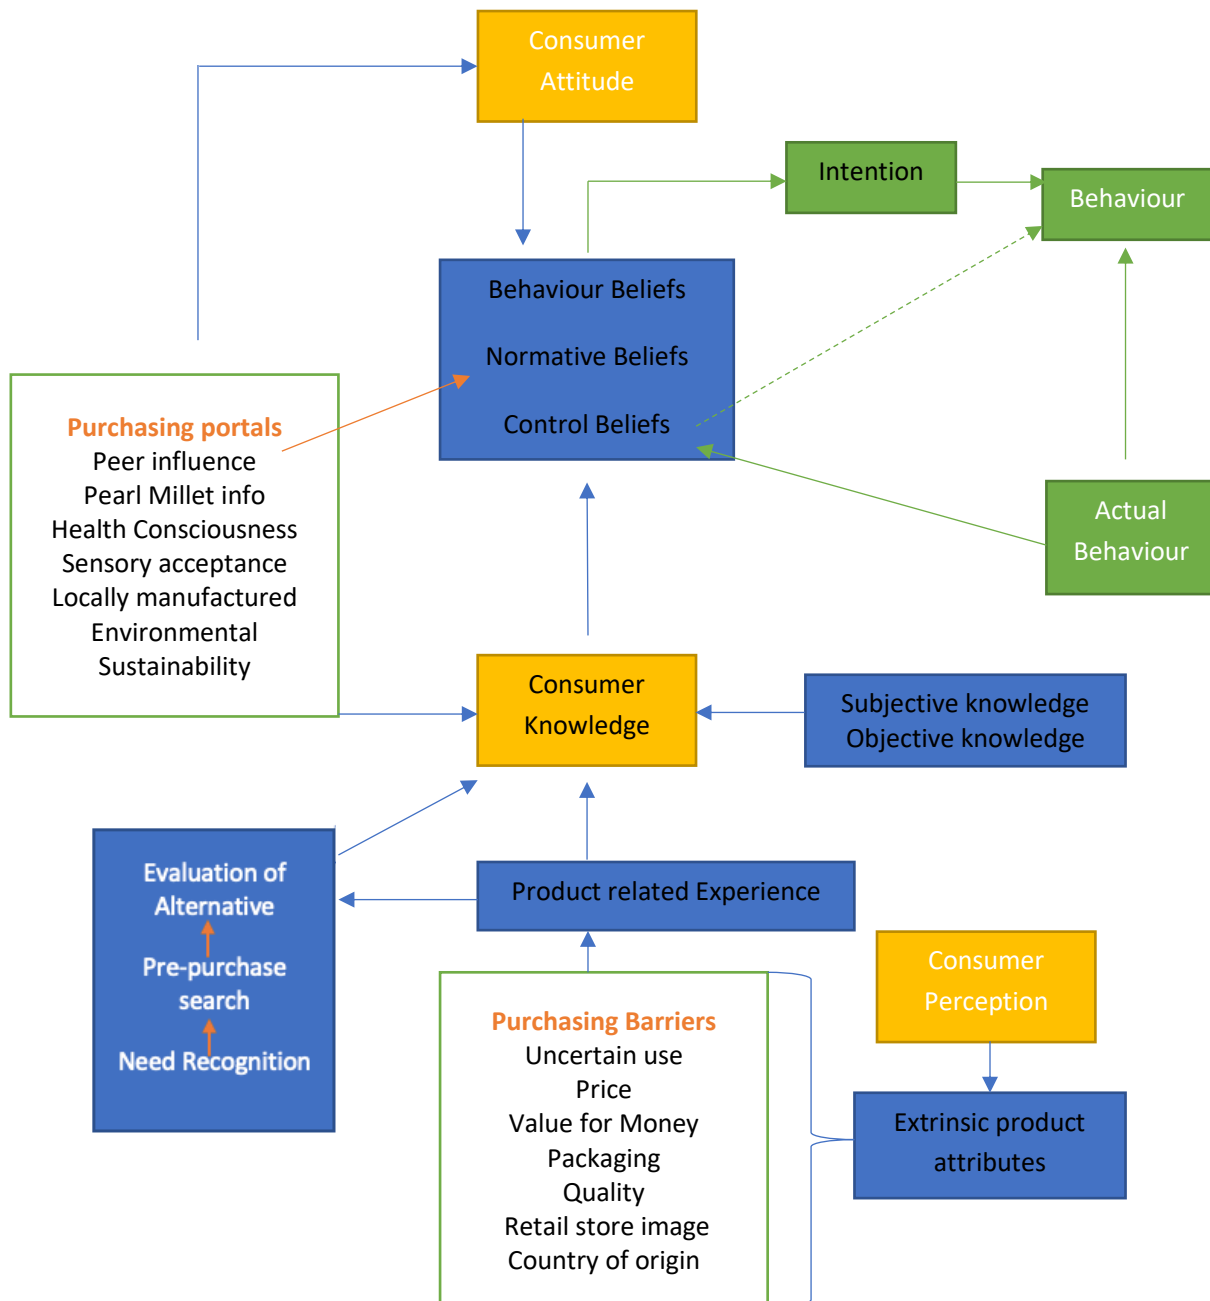 Consumer
Attitude
Intention
Behaviour
Behaviour Beliefs
Normative Beliefs
Control Beliefs
Purchasing portals
Peer influence
Pearl Millet info
Health Consciousness
Sensory acceptance
Locally manufactured
Environmental
Sustainability
Actual
Behaviour
Consumer
Knowledge
Subjective knowledge
Objective knowledge
Evaluation of
Alternative
Pre-purchase
search
Need Recognition
Product related Experience
Consumer
Perception
Purchasing Barriers
Uncertain use
Price
Value for Money
Packaging
Quality
Retail store image
Country of origin
Extrinsic product
attributes